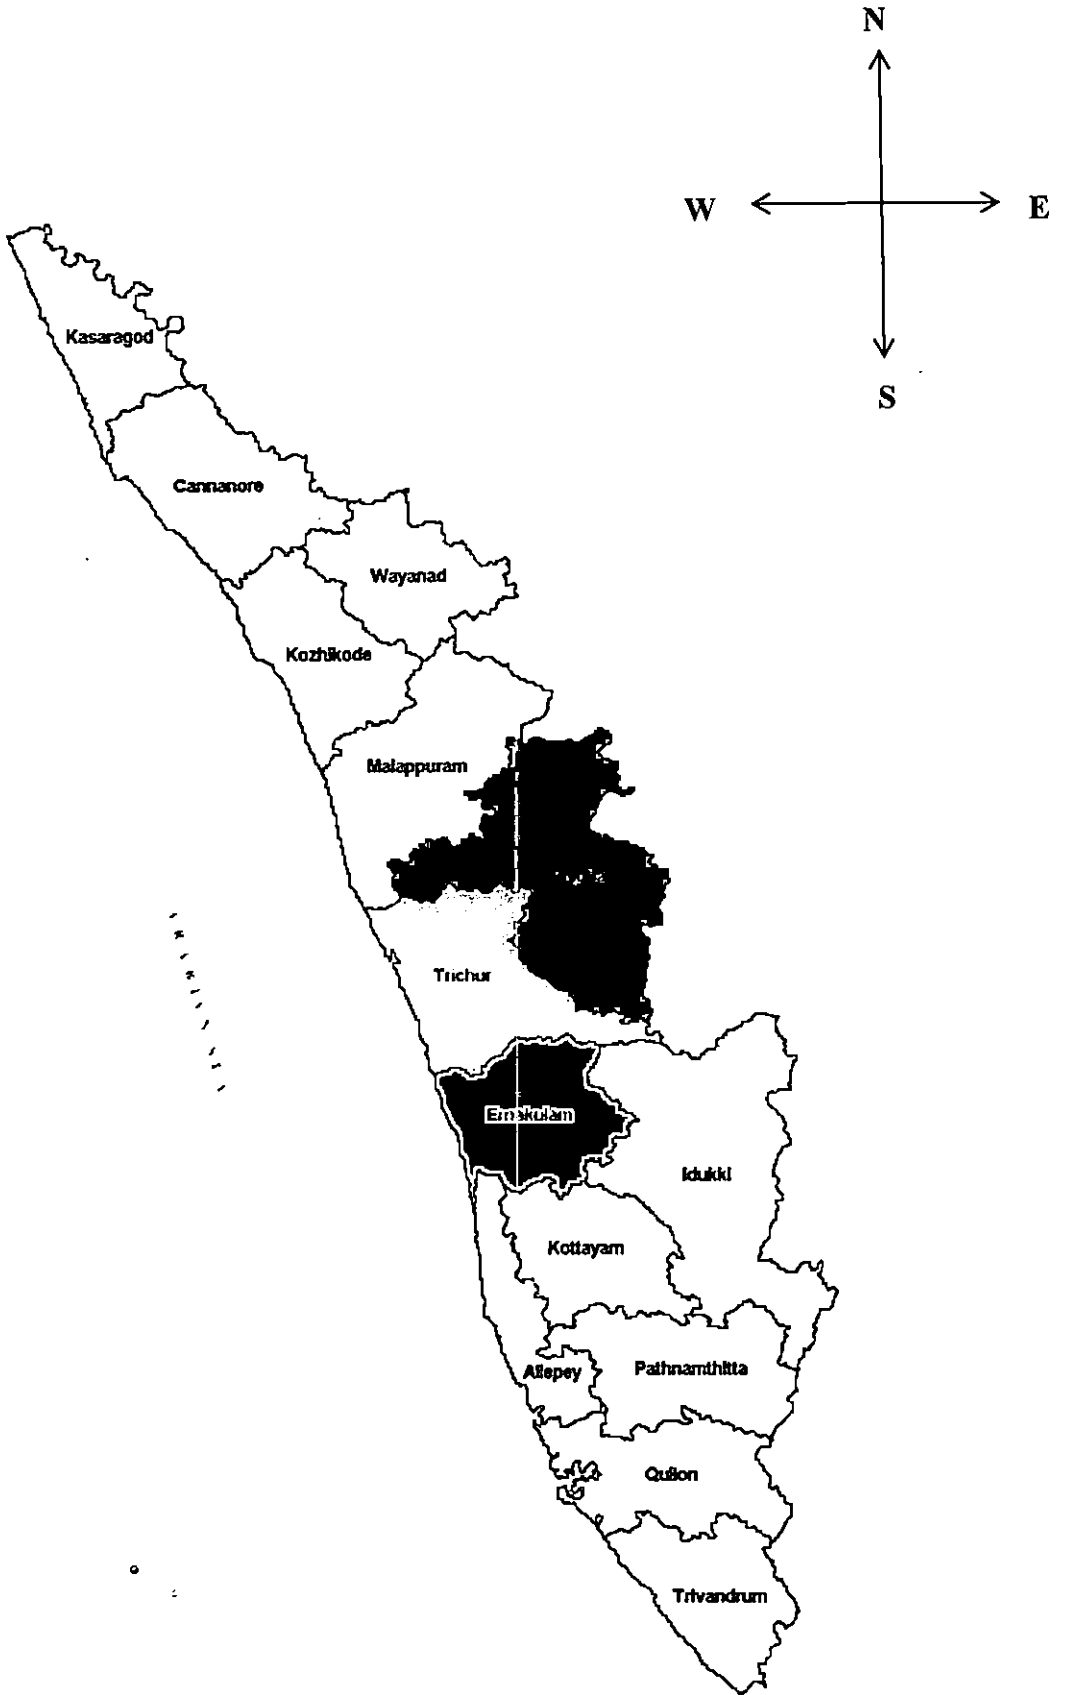 N
W
E
S
Kasaragod
Cannanore
Wayanad
Kozhikode
Malappuram
Trichur
Ernakulam
Idukki
Kottayam
Allepey
Pathnamthitta
Quilon
Trivandrum